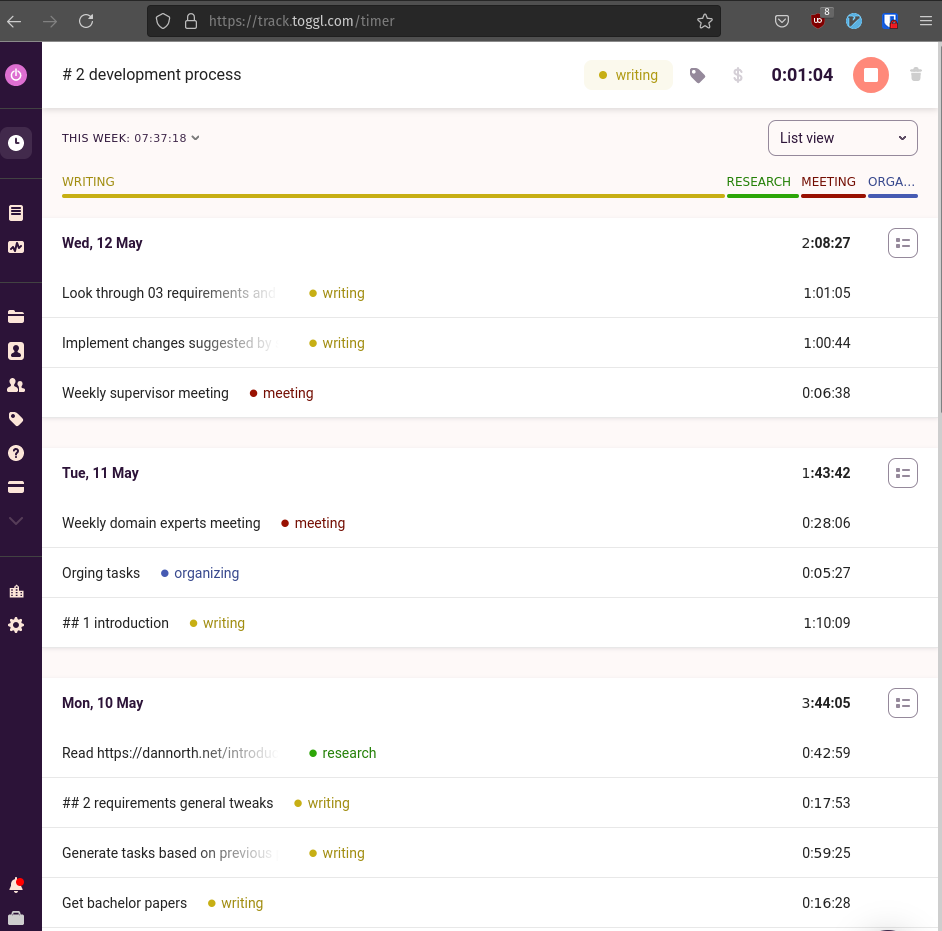 https://track.toggl.com/timer
8
# 2 development process
writing
$
0:01:04
THIS WEEK: 07:37:18
List view
WRITING RESEARCH MEETING ORGA...
Wed, 12 May 2:08:27
Look through 03 requirements and writing 1:01:05
Implement changes suggested by writing 1:00:44
Weekly supervisor meeting meeting 0:06:38
Tue, 11 May 1:43:42
Weekly domain experts meeting meeting 0:28:06
Orging tasks organizing 0:05:27
## 1 introduction writing 1:10:09
Mon, 10 May 3:44:05
Read https://dannorth.net/introduc research 0:42:59
## 2 requirements general tweaks writing 0:17:53
Generate tasks based on previous writing 0:59:25
Get bachelor papers writing 0:16:28